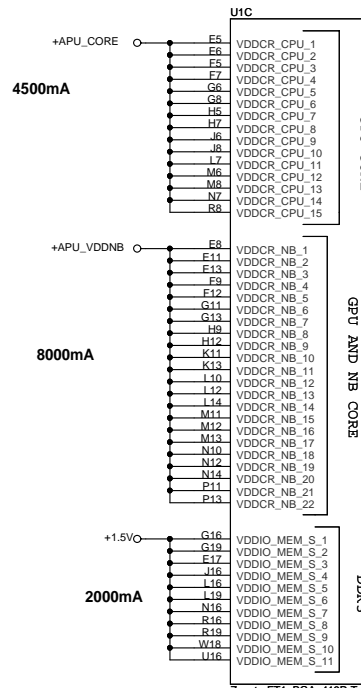 U1C
+APU_CORE
4500mA
E5 VDDCR_CPU_1
E6 VDDCR_CPU_2
F5 VDDCR_CPU_3
F7 VDDCR_CPU_4
G6 VDDCR_CPU_5
G8 VDDCR_CPU_6
H5 VDDCR_CPU_7
H7 VDDCR_CPU_8
J6 VDDCR_CPU_9
J8 VDDCR_CPU_10
L7 VDDCR_CPU_11
M6 VDDCR_CPU_12
M8 VDDCR_CPU_13
N7 VDDCR_CPU_14
R8 VDDCR_CPU_15
+APU_VDDNB
8000mA
E8 VDDCR_NB_1
E11 VDDCR_NB_2
E13 VDDCR_NB_3
F9 VDDCR_NB_4
F12 VDDCR_NB_5
G11 VDDCR_NB_6
G13 VDDCR_NB_7
H9 VDDCR_NB_8
H12 VDDCR_NB_9
K11 VDDCR_NB_10
K13 VDDCR_NB_11
L10 VDDCR_NB_12
L12 VDDCR_NB_13
L14 VDDCR_NB_14
M11 VDDCR_NB_15
M12 VDDCR_NB_16
M13 VDDCR_NB_17
N10 VDDCR_NB_18
N12 VDDCR_NB_19
N14 VDDCR_NB_20
P11 VDDCR_NB_21
P13 VDDCR_NB_22
GPU AND NB CORE
+1.5V
2000mA
G16 VDDIO_MEM_S_1
G19 VDDIO_MEM_S_2
E17 VDDIO_MEM_S_3
J16 VDDIO_MEM_S_4
L16 VDDIO_MEM_S_5
L19 VDDIO_MEM_S_6
N16 VDDIO_MEM_S_7
R16 VDDIO_MEM_S_8
R19 VDDIO_MEM_S_9
W18 VDDIO_MEM_S_10
U16 VDDIO_MEM_S_11